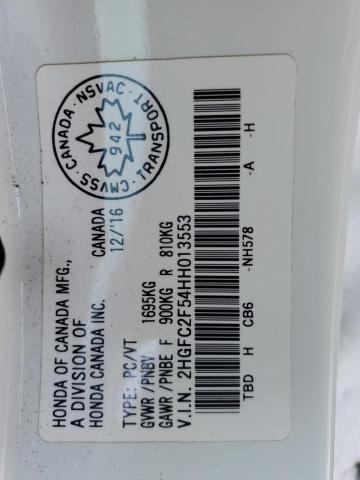 HONDA OF CANADA MFG.,
A DIVISION OF
HONDA CANADA INC.
CANADA
12/'16
CMVSS · CANADA · NSVAC · TRANSPORT
942
TYPE: PC/VT
GVWR /PNBV 1695KG
GAWR /PNBE F 900KG R 810KG
V.I.N. 2HGFC2F54HH013553
TBD H CB6 -NH578 -A -H